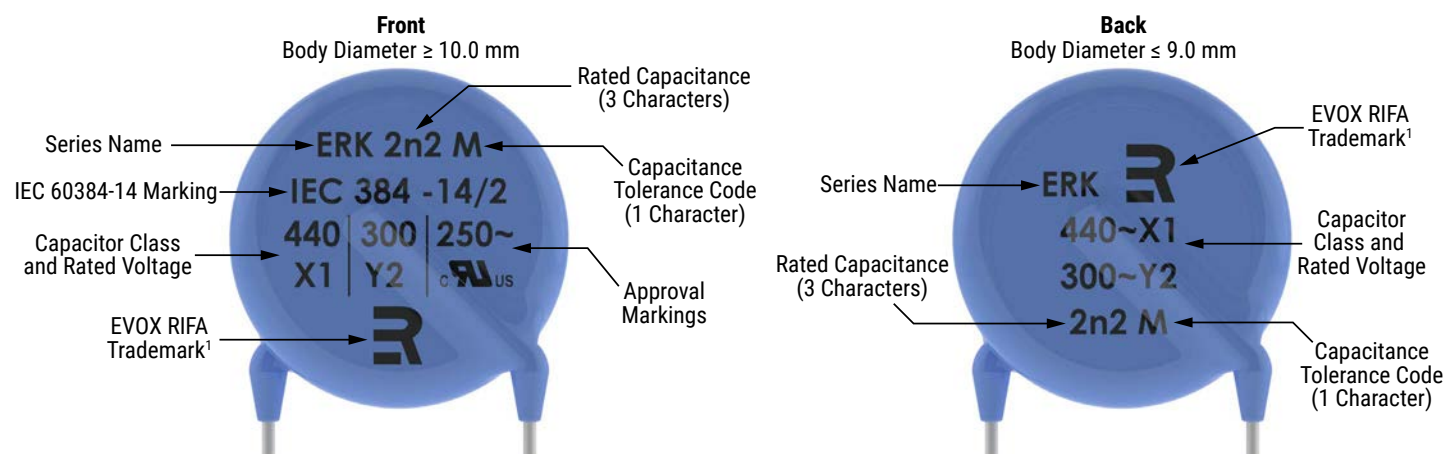 Front
Body Diameter ≥ 10.0 mm
Rated Capacitance
(3 Characters)
Series Name
ERK 2n2 M
IEC 60384-14 Marking
IEC 384 -14/2
Capacitance
Tolerance Code
(1 Character)
Capacitor Class
and Rated Voltage
440 300 250~
X1 Y2 c RU US
Approval
Markings
EVOX RIFA
Trademark¹
ER
Back
Body Diameter ≤ 9.0 mm
EVOX RIFA
Trademark¹
Series Name
ERK ER
440~X1
300~Y2
Capacitor
Class and
Rated Voltage
Rated Capacitance
(3 Characters)
2n2 M
Capacitance
Tolerance Code
(1 Character)